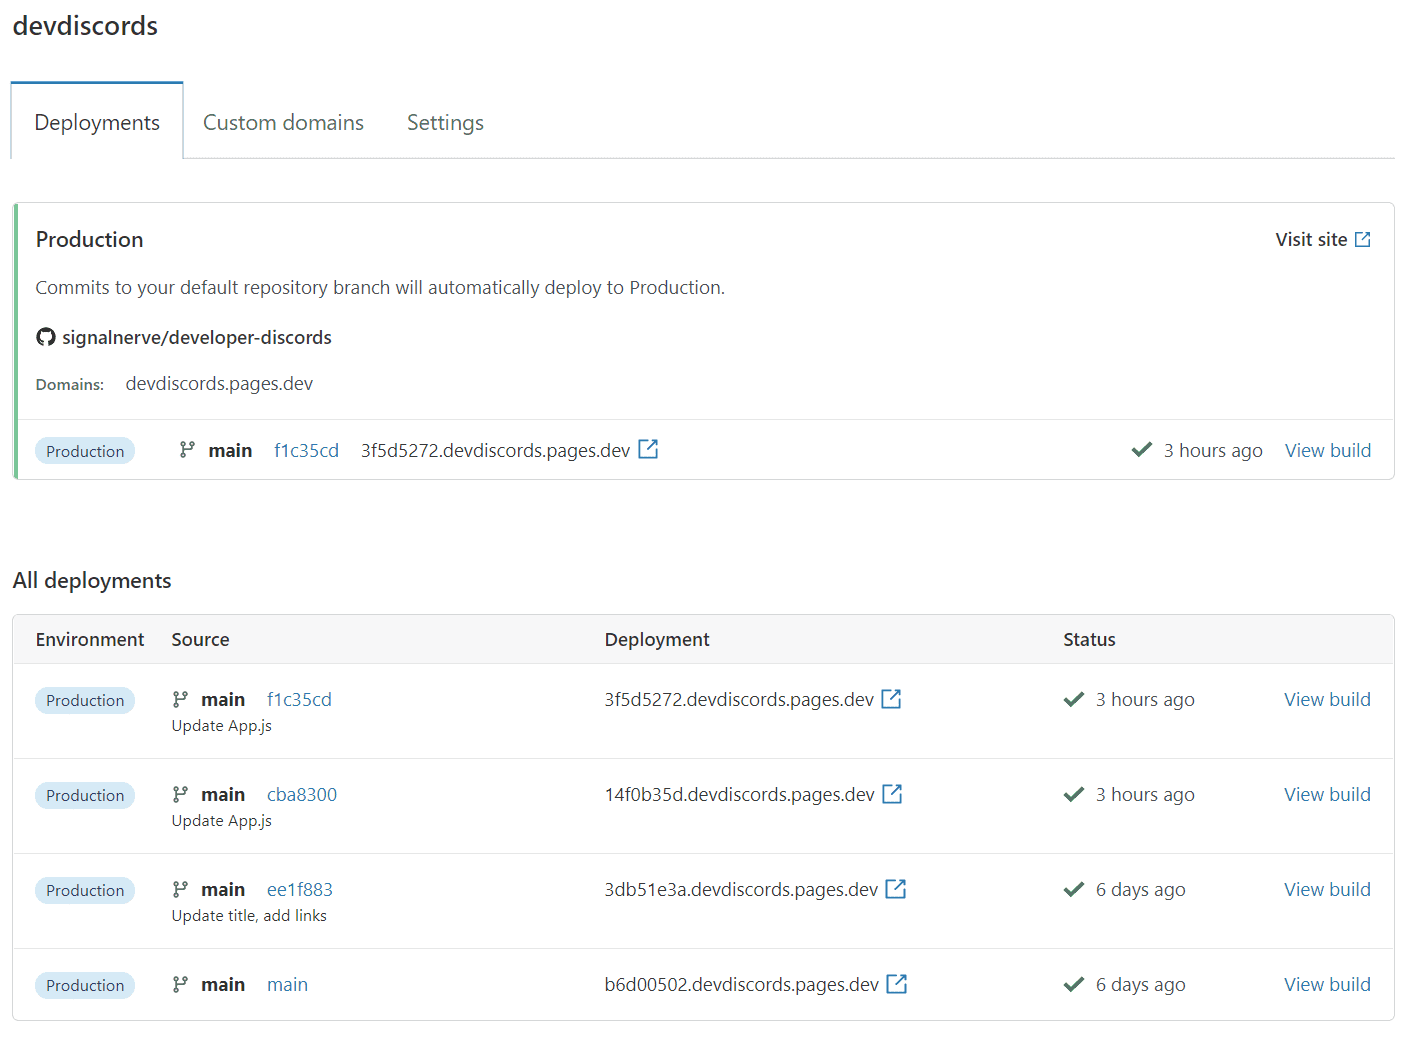 devdiscords
Deployments Custom domains Settings
Production Visit site
Commits to your default repository branch will automatically deploy to Production.
signalnerve/developer-discords
Domains: devdiscords.pages.dev
Production main f1c35cd 3f5d5272.devdiscords.pages.dev 3 hours ago View build
All deployments
Environment Source Deployment Status
Production main f1c35cd 3f5d5272.devdiscords.pages.dev 3 hours ago View build
Update App.js
Production main cba8300 14f0b35d.devdiscords.pages.dev 3 hours ago View build
Update App.js
Production main ee1f883 3db51e3a.devdiscords.pages.dev 6 days ago View build
Update title, add links
Production main main b6d00502.devdiscords.pages.dev 6 days ago View build